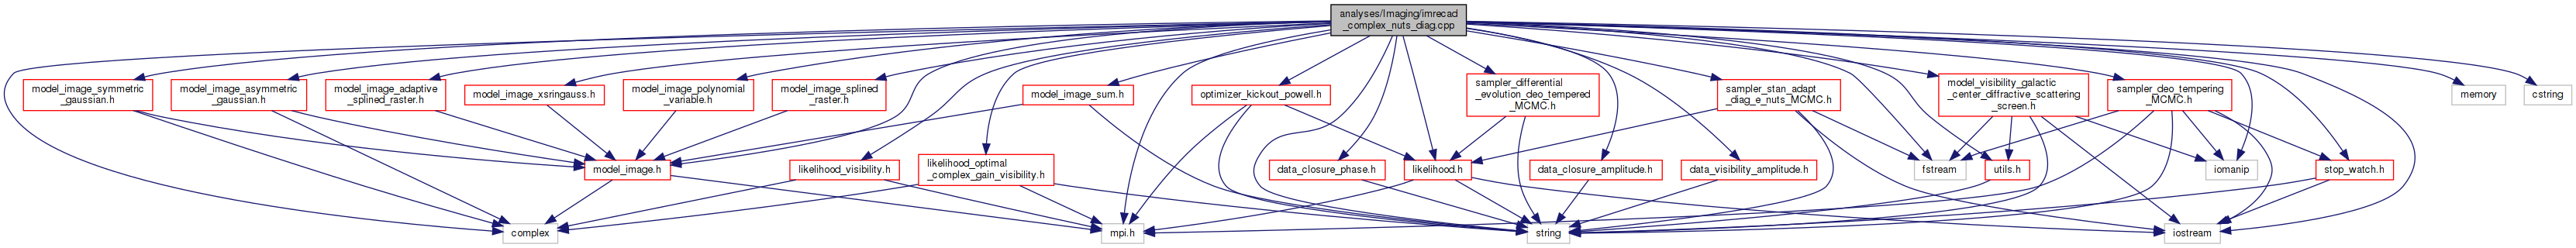 analyses/Imaging/imrecad
_complex_nuts_diag.cpp
model_image_symmetric
_gaussian.h
model_image_asymmetric
_gaussian.h
model_image_adaptive
_splined_raster.h
model_image_xsringauss.h
model_image_polynomial
_variable.h
model_image_splined
_raster.h
model_image_sum.h
optimizer_kickout_powell.h
sampler_differential
_evolution_deo_tempered
_MCMC.h
sampler_stan_adapt
_diag_e_nuts_MCMC.h
model_visibility_galactic
_center_diffractive_scattering
_screen.h
sampler_deo_tempering
_MCMC.h
memory
cstring
model_image.h
likelihood_visibility.h
likelihood_optimal
_complex_gain_visibility.h
data_closure_phase.h
likelihood.h
data_closure_amplitude.h
data_visibility_amplitude.h
fstream
utils.h
iomanip
stop_watch.h
complex
mpi.h
string
iostream